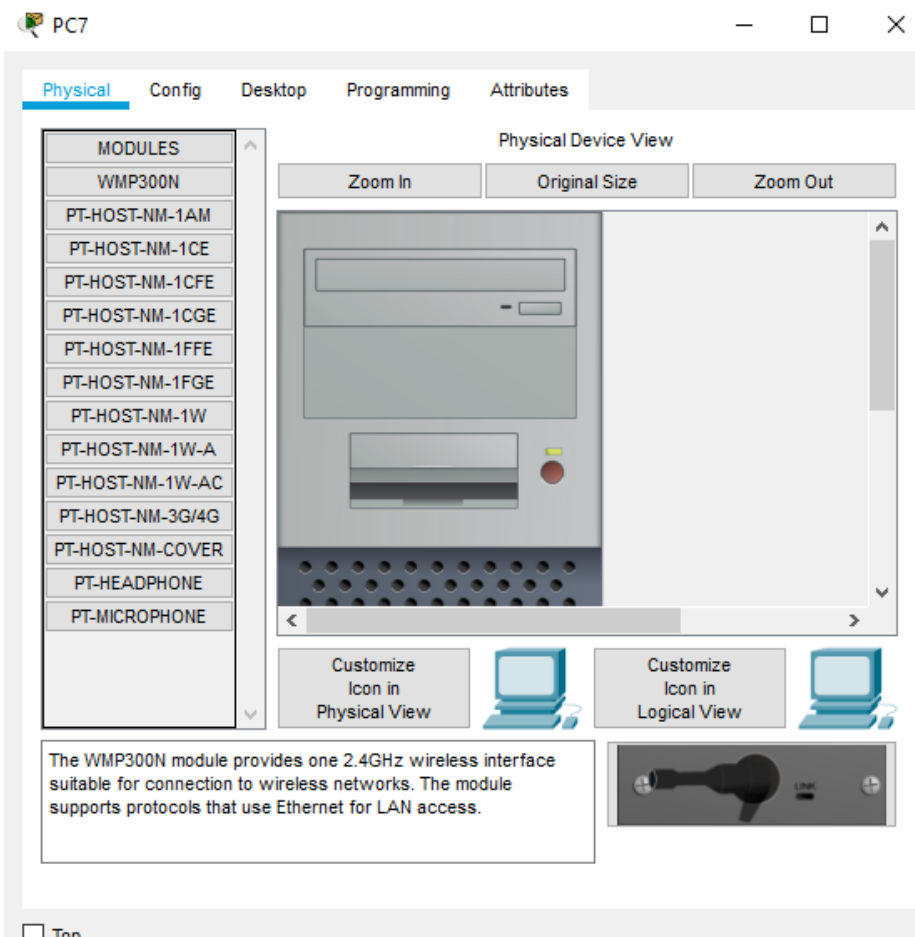 PC7
Physical Config Desktop Programming Attributes
MODULES
WMP300N
PT-HOST-NM-1AM
PT-HOST-NM-1CE
PT-HOST-NM-1CFE
PT-HOST-NM-1CGE
PT-HOST-NM-1FFE
PT-HOST-NM-1FGE
PT-HOST-NM-1W
PT-HOST-NM-1W-A
PT-HOST-NM-1W-AC
PT-HOST-NM-3G/4G
PT-HOST-NM-COVER
PT-HEADPHONE
PT-MICROPHONE
Physical Device View
Zoom In Original Size Zoom Out
Customize
Icon in
Physical View
Customize
Icon in
Logical View
The WMP300N module provides one 2.4GHz wireless interface
suitable for connection to wireless networks. The module
supports protocols that use Ethernet for LAN access.
LINK
Top